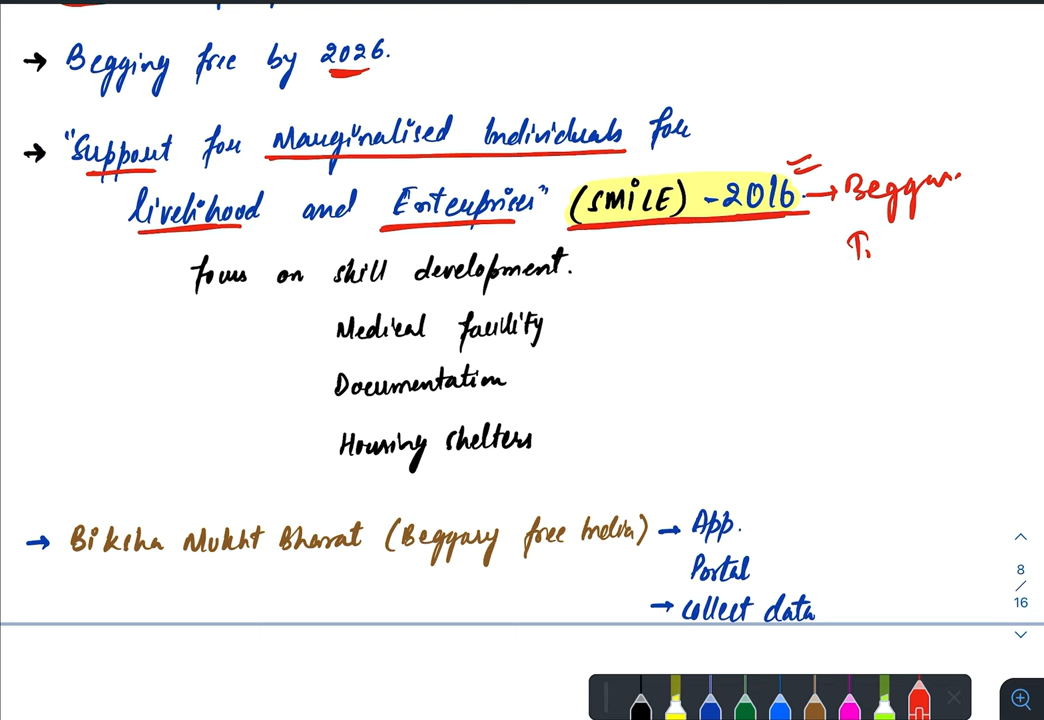 → Begging free by 2026.
→ "Support for Marginalised Individuals for
livelihood and Enterprises" (SMILE) - 2016 → Beggar.
T
focus on skill development.
Medical facility
Documentation
Housing shelters
→ Biksha Mukht Bharat (Beggary free India) → App.
Portal
→ collect data
8
/
16